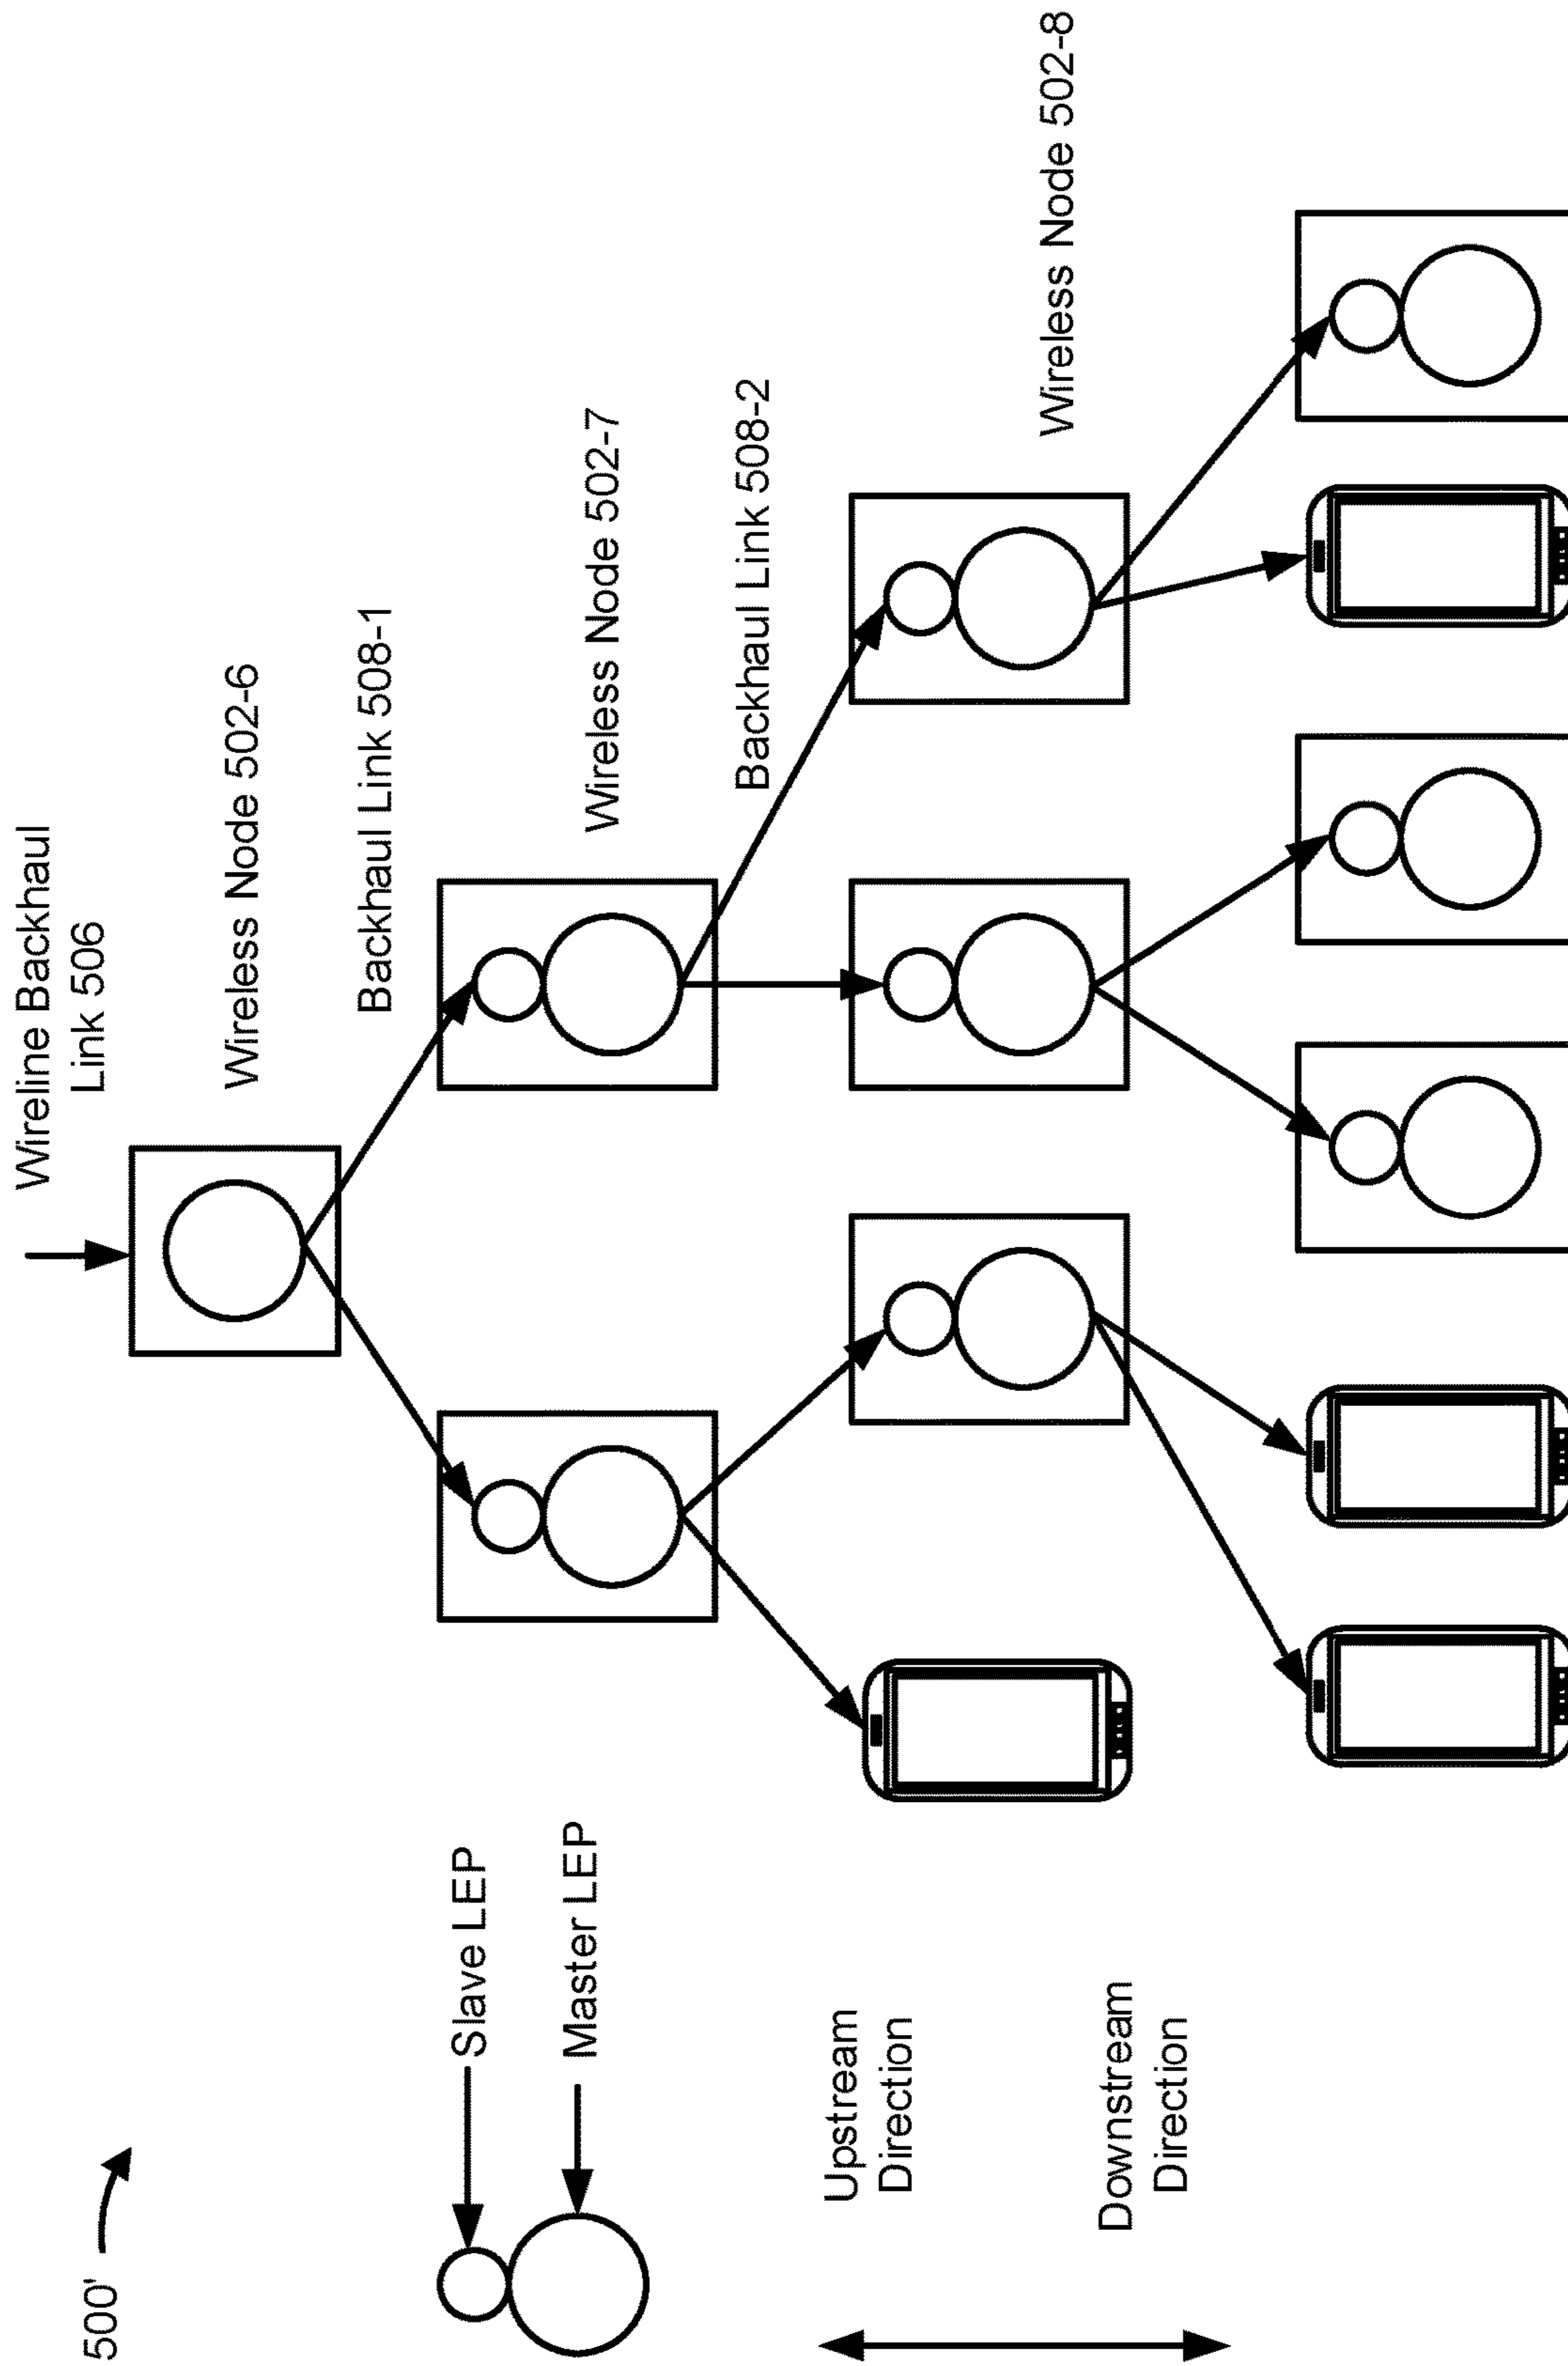 500'
Wireline Backhaul
Link 506
Wireless Node 502-6
Backhaul Link 508-1
Slave LEP
Master LEP
Wireless Node 502-7
Backhaul Link 508-2
Upstream
Direction
Wireless Node 502-8
Downstream
Direction